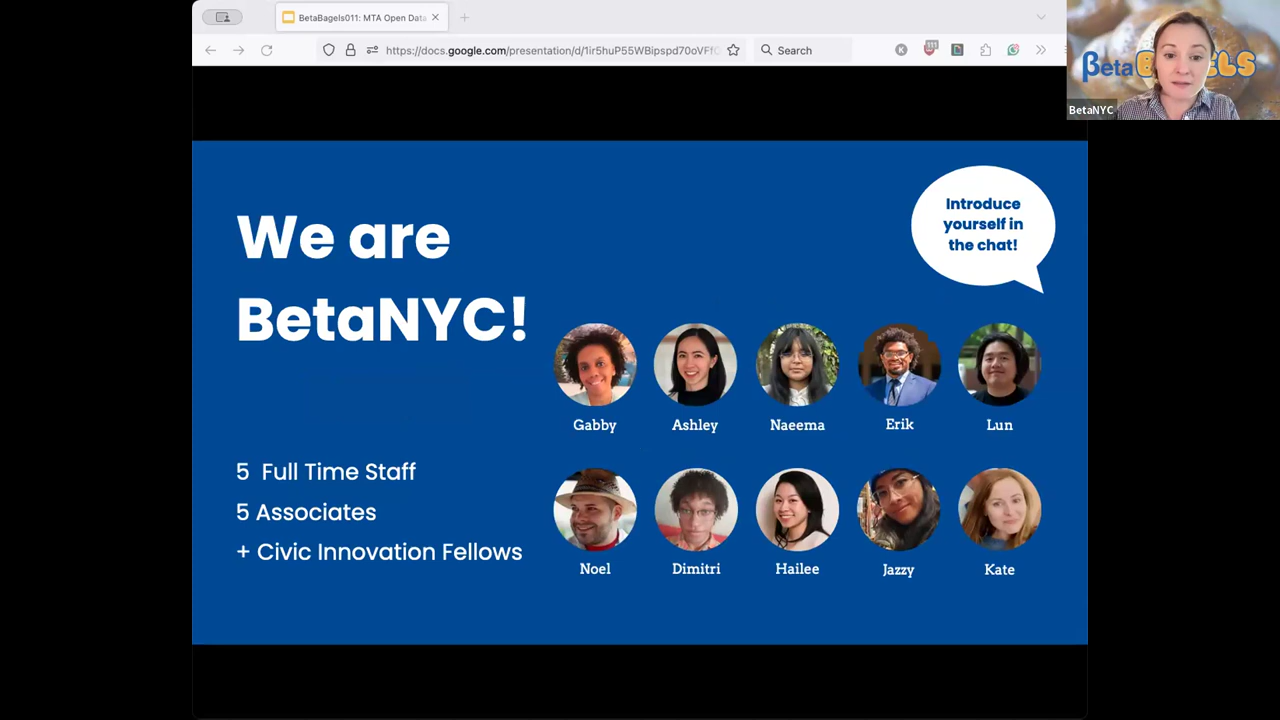 BetaBagels011: MTA Open Data
https://docs.google.com/presentation/d/1ir5huP55WBipspd70oVFf
Search
βeta BAGELS
BetaNYC
Introduce
yourself in
the chat!
We are
BetaNYC!
Gabby
Ashley
Naeema
Erik
Lun
5 Full Time Staff
5 Associates
+ Civic Innovation Fellows
Noel
Dimitri
Hailee
Jazzy
Kate